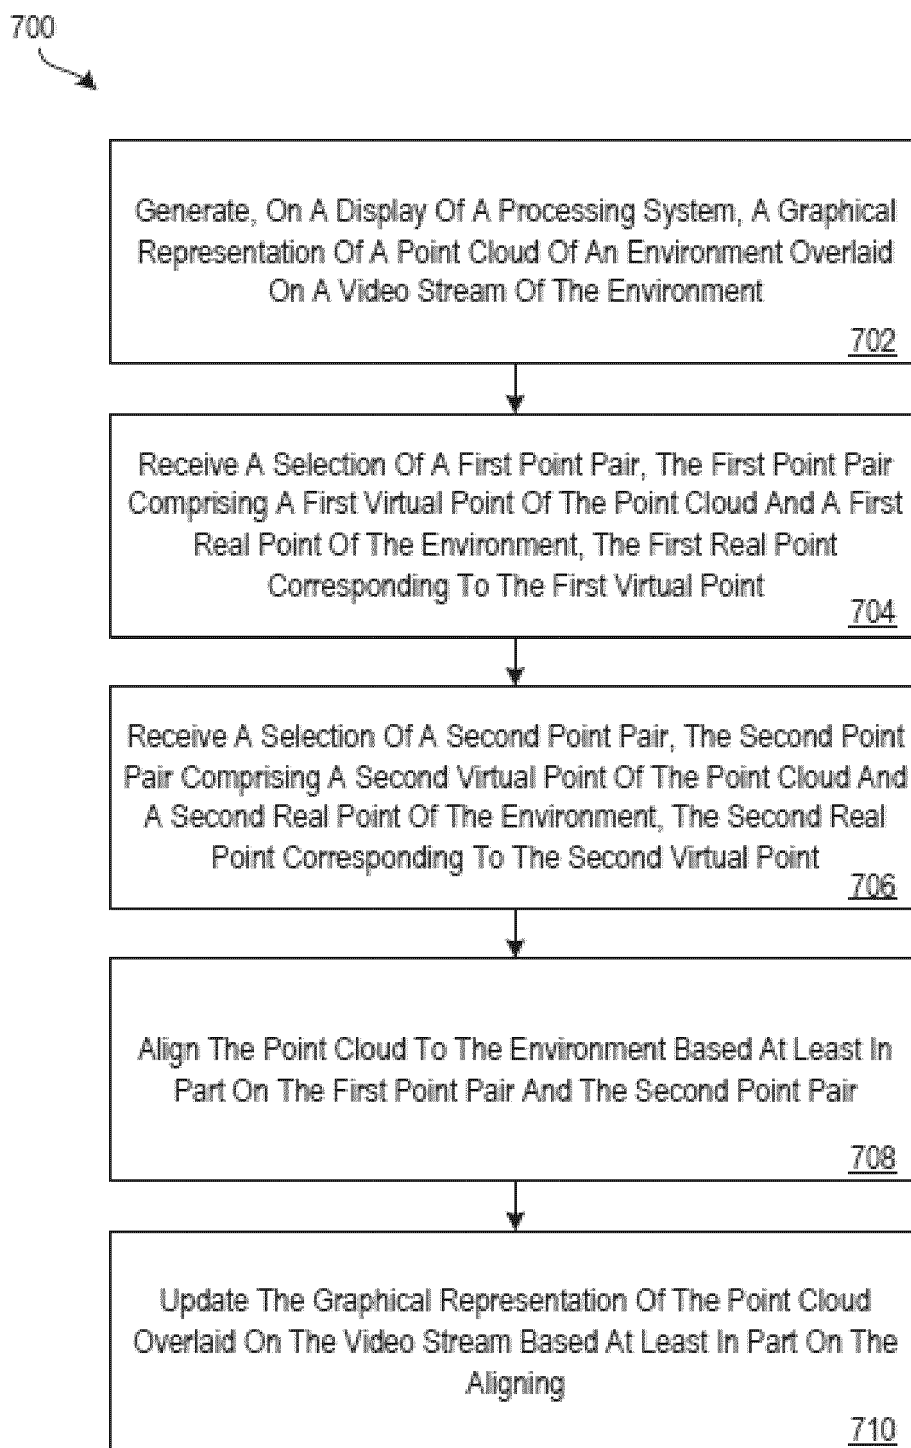 700
Generate, On A Display Of A Processing System, A Graphical
Representation Of A Point Cloud Of An Environment Overlaid
On A Video Stream Of The Environment
702
Receive A Selection Of A First Point Pair, The First Point Pair
Comprising A First Virtual Point Of The Point Cloud And A First
Real Point Of The Environment, The First Real Point
Corresponding To The First Virtual Point
704
Receive A Selection Of A Second Point Pair, The Second Point
Pair Comprising A Second Virtual Point Of The Point Cloud And
A Second Real Point Of The Environment, The Second Real
Point Corresponding To The Second Virtual Point
706
Align The Point Cloud To The Environment Based At Least In
Part On The First Point Pair And The Second Point Pair
708
Update The Graphical Representation Of The Point Cloud
Overlaid On The Video Stream Based At Least In Part On The
Aligning
710